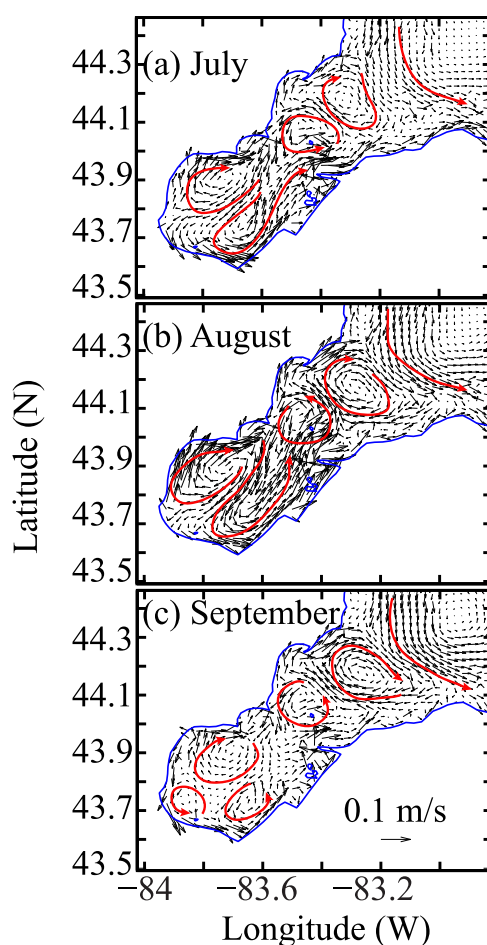 (a) July
44.3
44.1
43.9
43.7
43.5
(b) August
44.3
44.1
43.9
43.7
43.5
Latitude (N)
(c) September
44.3
44.1
43.9
43.7
43.5
0.1 m/s
−84 −83.6 −83.2
Longitude (W)